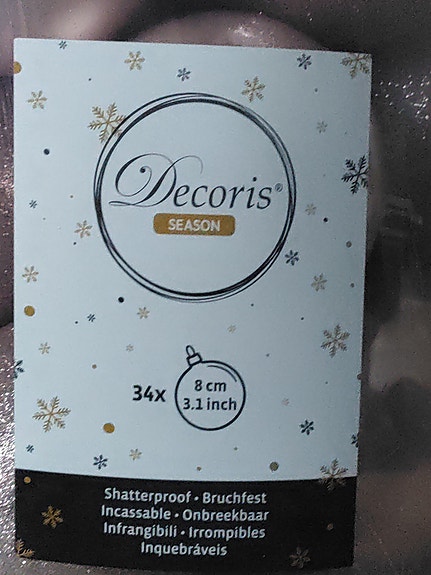 Decoris®
SEASON
34x
8 cm
3.1 inch
Shatterproof • Bruchfest
Incassable • Onbreekbaar
Infrangibili • Irrompibles
Inquebráveis